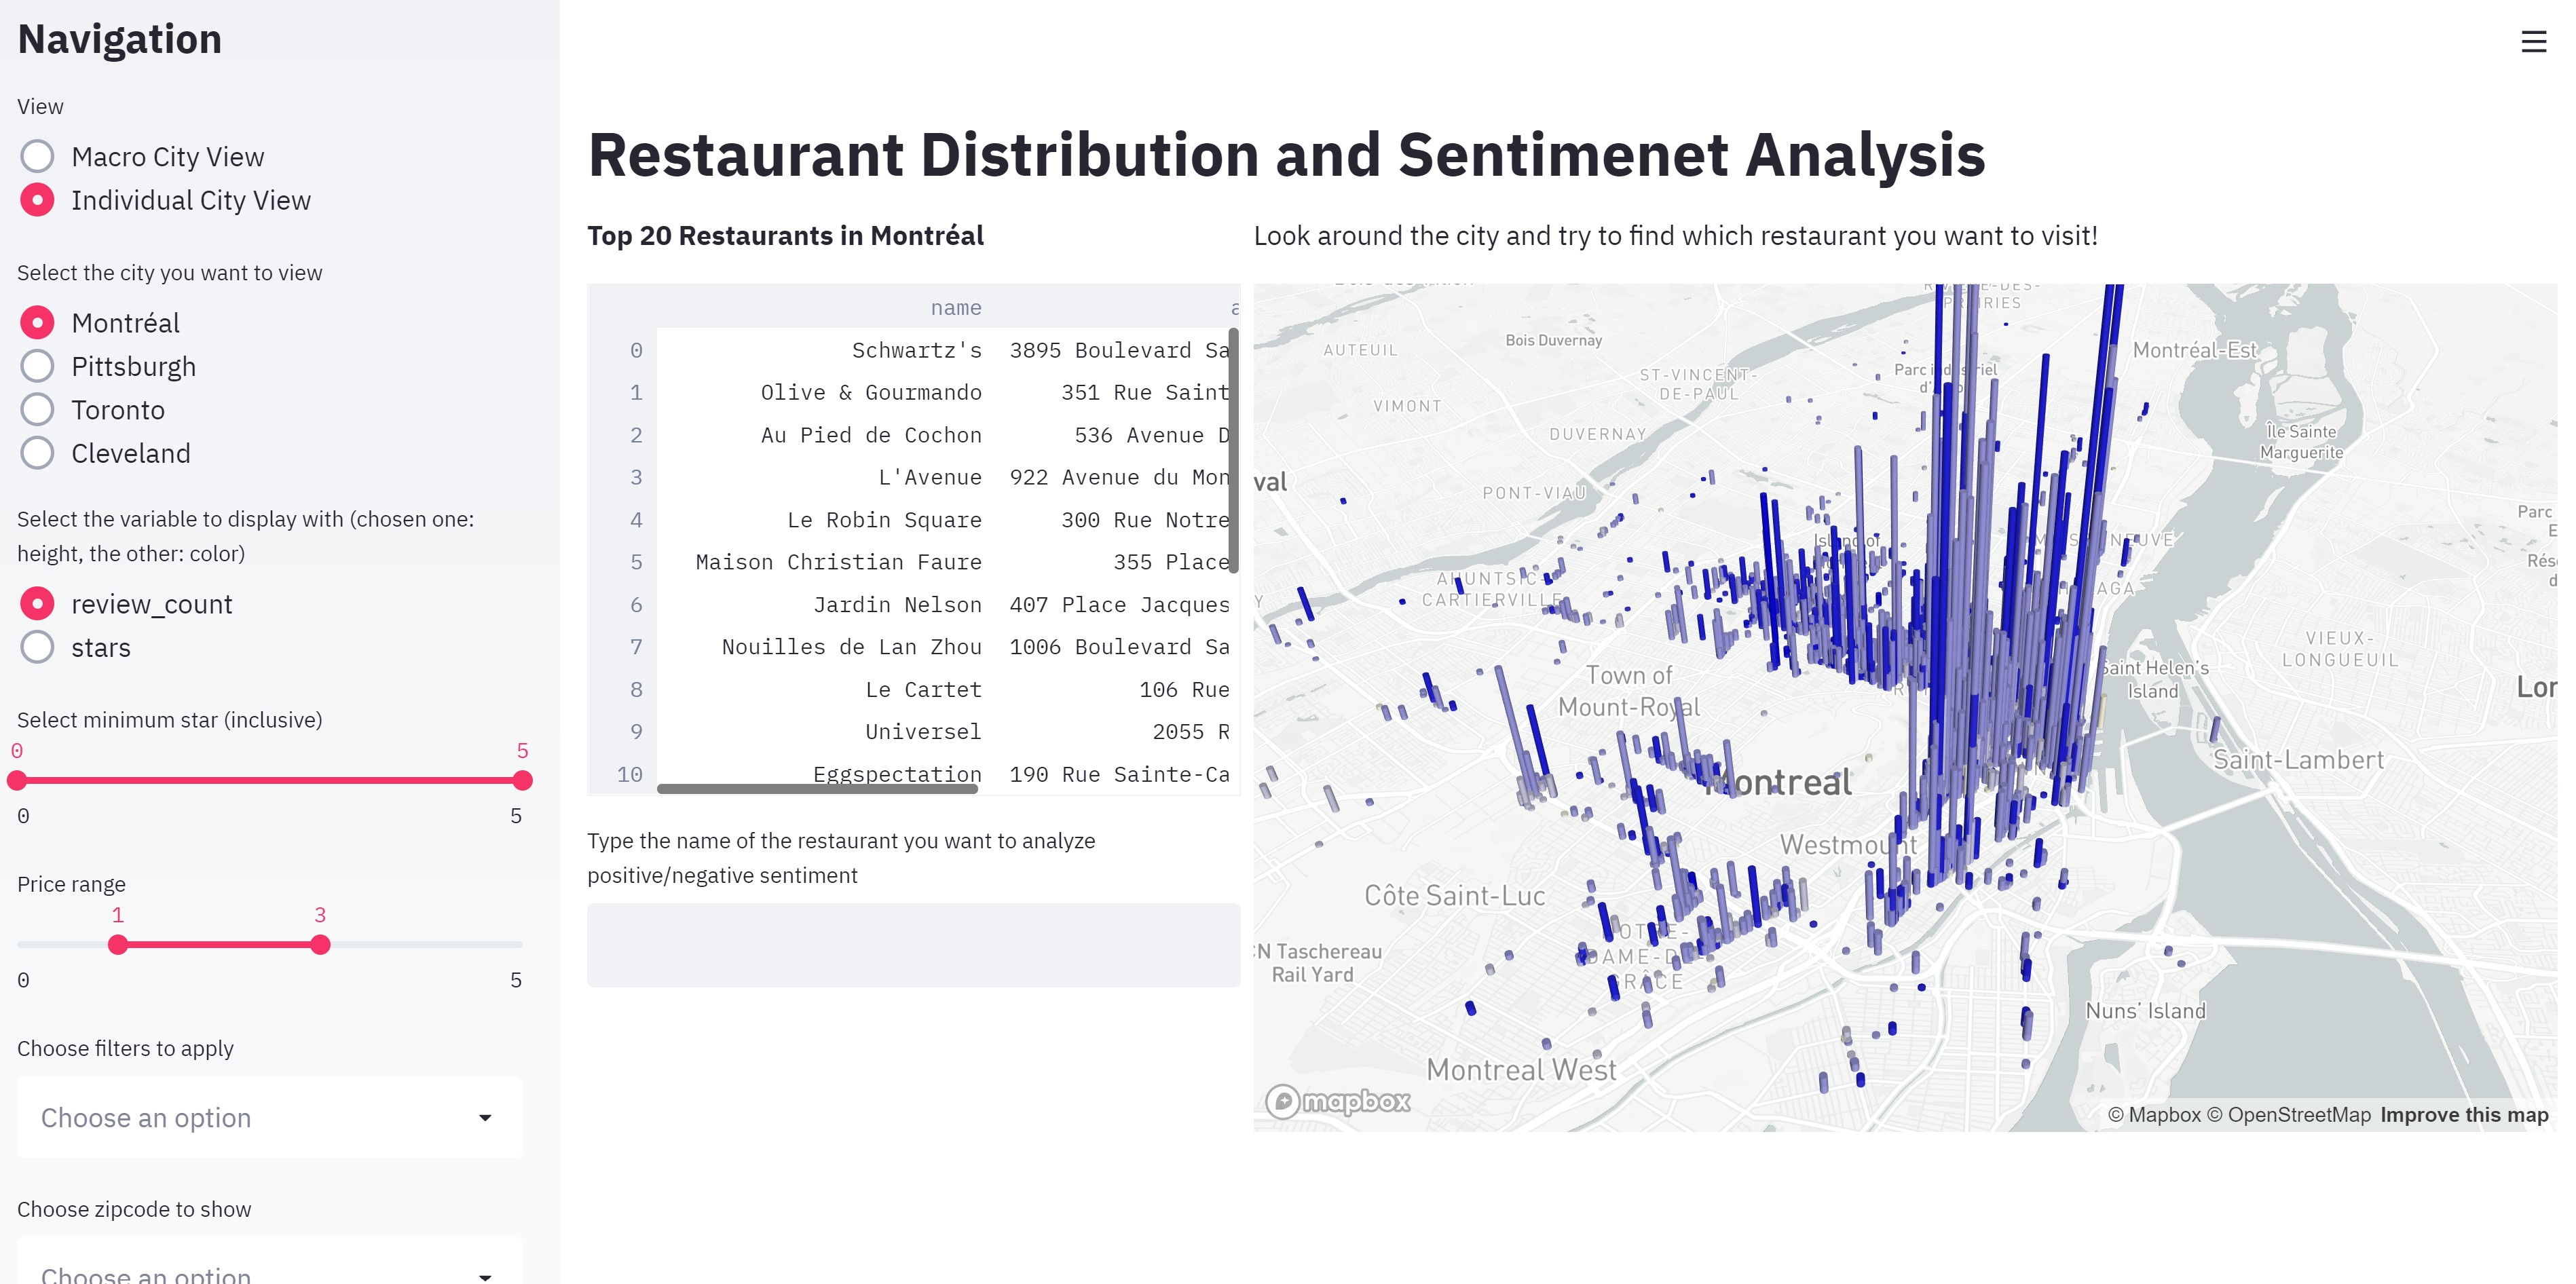 Navigation
View
Macro City View
Individual City View
Select the city you want to view
Montréal
Pittsburgh
Toronto
Cleveland
Select the variable to display with (chosen one:
height, the other: color)
review_count
stars
Select minimum star (inclusive)
0 5
0 5
Price range
1 3
0 5
Choose filters to apply
Choose an option
Choose zipcode to show
Choose an option
Restaurant Distribution and Sentimenet Analysis
Top 20 Restaurants in Montréal
name a
0 Schwartz's 3895 Boulevard Sa
1 Olive & Gourmando 351 Rue Saint
2 Au Pied de Cochon 536 Avenue D
3 L'Avenue 922 Avenue du Mon
4 Le Robin Square 300 Rue Notre
5 Maison Christian Faure 355 Place
6 Jardin Nelson 407 Place Jacques
7 Nouilles de Lan Zhou 1006 Boulevard Sa
8 Le Cartet 106 Rue
9 Universel 2055 R
10 Eggspectation 190 Rue Sainte-Ca
Type the name of the restaurant you want to analyze
positive/negative sentiment
Look around the city and try to find which restaurant you want to visit!
AUTEUIL
Bois Duvernay
Montréal-Est
ST-VINCENT-
DE-PAUL
VIMONT
DUVERNAY
Île Sainte
Marguerite
val
PONT-VIAU
Parc
Island of
AHUNTSIC-
CARTIERVILLE
VIEUX-
LONGUEUIL
Town of
Mount-Royal
Saint Helen's
Island
Lor
Saint-Lambert
Montreal
Westmount
Côte Saint-Luc
CN Taschereau
Rail Yard
DAME-DE-
GRÂCE
Nuns' Island
Montreal West
mapbox
© Mapbox © OpenStreetMap Improve this map